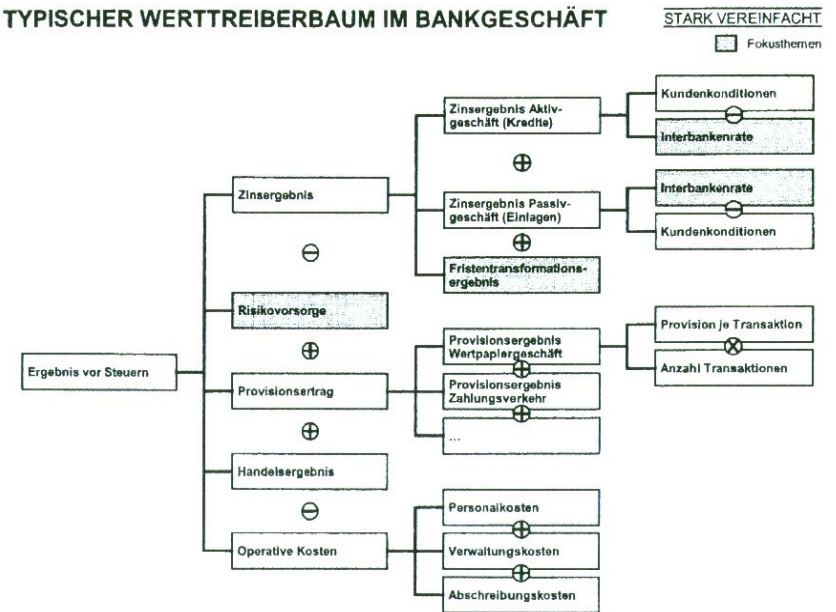 TYPISCHER WERTTREIBERBAUM IM BANKGESCHÄFT
STARK VEREINFACHT
Fokusthemen
Ergebnis vor Steuern
Zinsergebnis
Risikovorsorge
Provisionsertrag
Handelsergebnis
Operative Kosten
Zinsergebnis Aktiv-
geschäft (Kredite)
Zinsergebnis Passiv-
geschäft (Einlagen)
Fristentransformations-
ergebnis
Provisionsergebnis
Wertpapiergeschäft
Provisionsergebnis
Zahlungsverkehr
...
Personalkosten
Verwaltungskosten
Abschreibungskosten
Kundenkonditionen
Interbankenrate
Interbankenrate
Kundenkonditionen
Provision je Transaktion
Anzahl Transaktionen